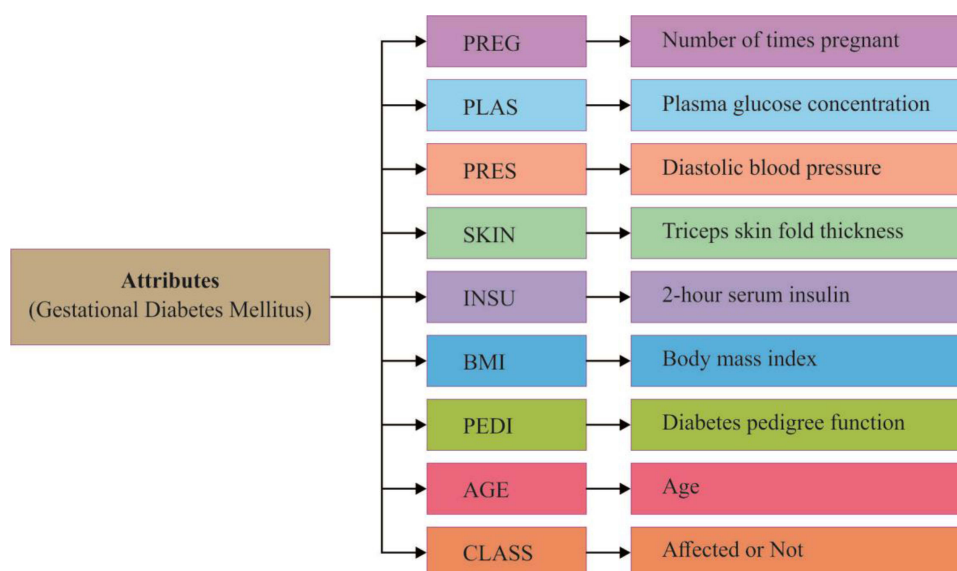 PREG
Number of times pregnant
PLAS
Plasma glucose concentration
PRES
Diastolic blood pressure
SKIN
Triceps skin fold thickness
Attributes
(Gestational Diabetes Mellitus)
INSU
2-hour serum insulin
BMI
Body mass index
PEDI
Diabetes pedigree function
AGE
Age
CLASS
Affected or Not